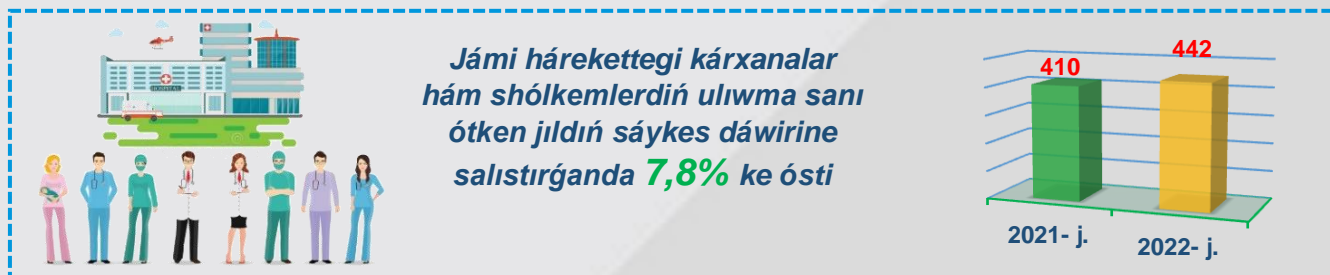 Jámi hárekettegi kárxanalar
hám shólkemlerdiń ulıwma sanı
ótken jıldıń sáykes dáwirine
salıstırǵanda 7,8% ke ósti
410
442
2021- j.
2022- j.
HOSPITAL